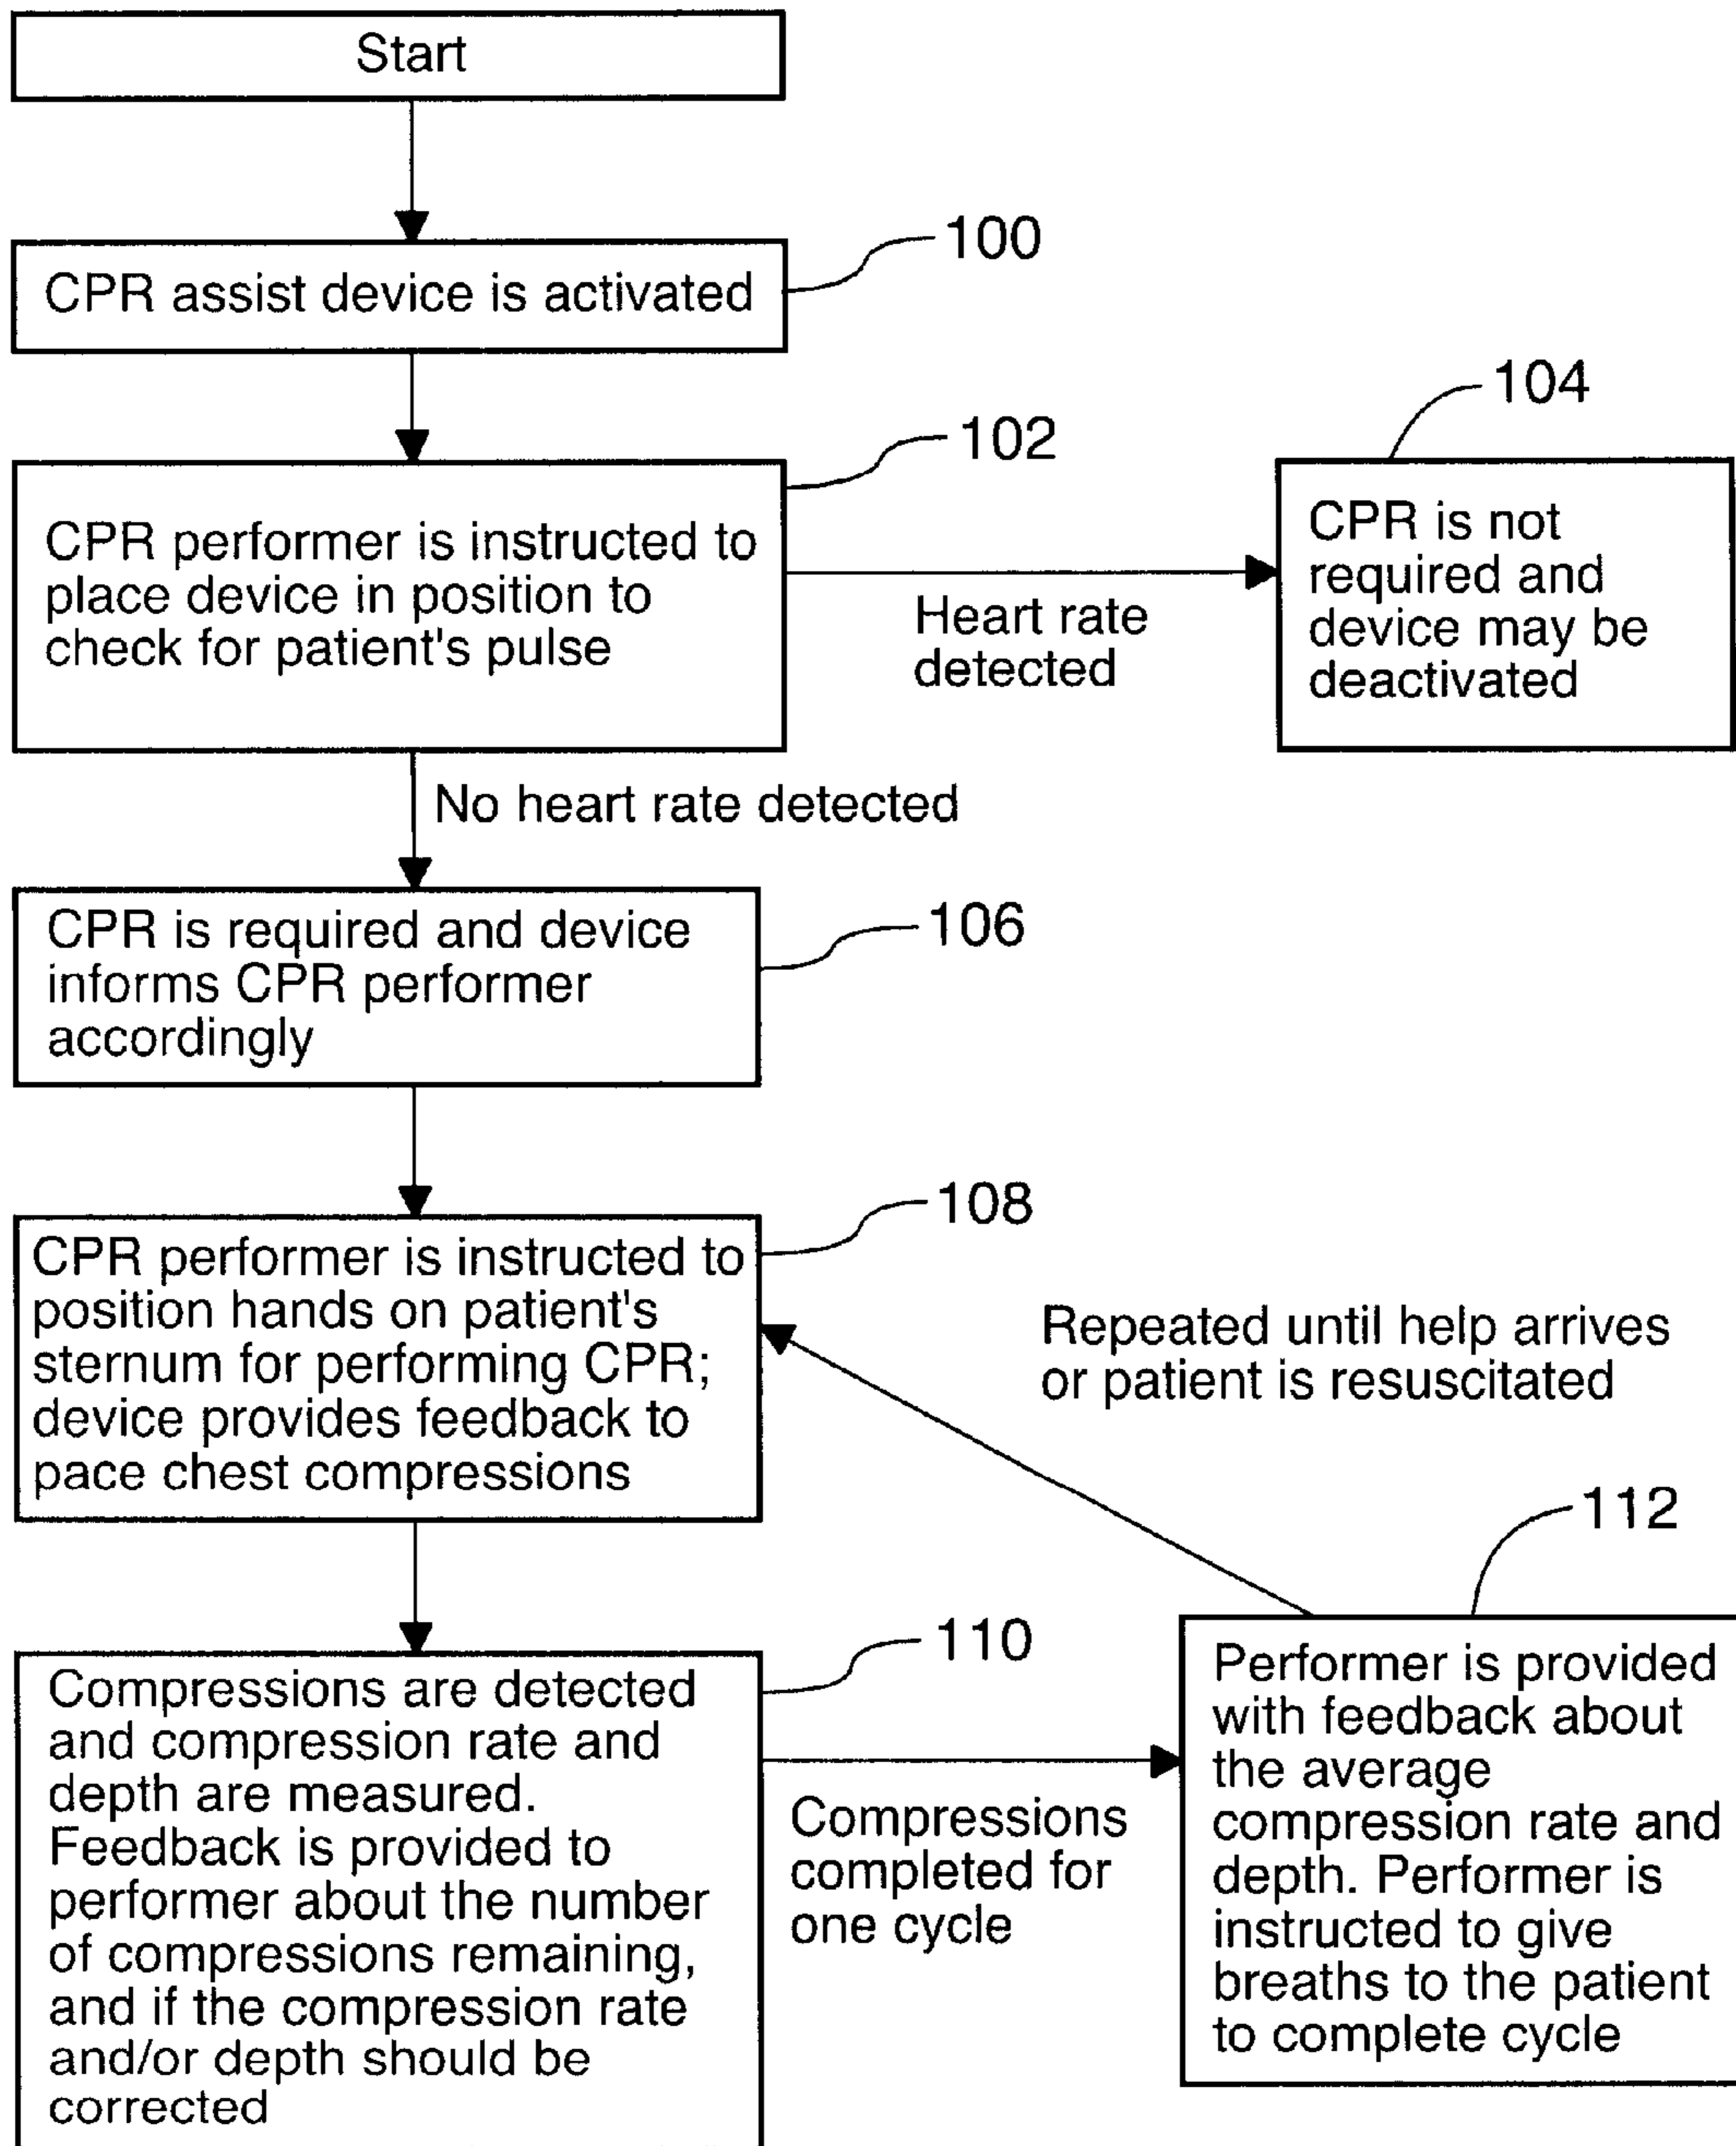 Start
CPR assist device is activated
100
CPR performer is instructed to
place device in position to
check for patient's pulse
102
Heart rate
detected
104
CPR is not
required and
device may be
deactivated
No heart rate detected
CPR is required and device
informs CPR performer
accordingly
106
CPR performer is instructed to
position hands on patient's
sternum for performing CPR;
device provides feedback to
pace chest compressions
108
Repeated until help arrives
or patient is resuscitated
Compressions are detected
and compression rate and
depth are measured.
Feedback is provided to
performer about the number
of compressions remaining,
and if the compression rate
and/or depth should be
corrected
110
Compressions
completed for
one cycle
112
Performer is provided
with feedback about
the average
compression rate and
depth. Performer is
instructed to give
breaths to the patient
to complete cycle